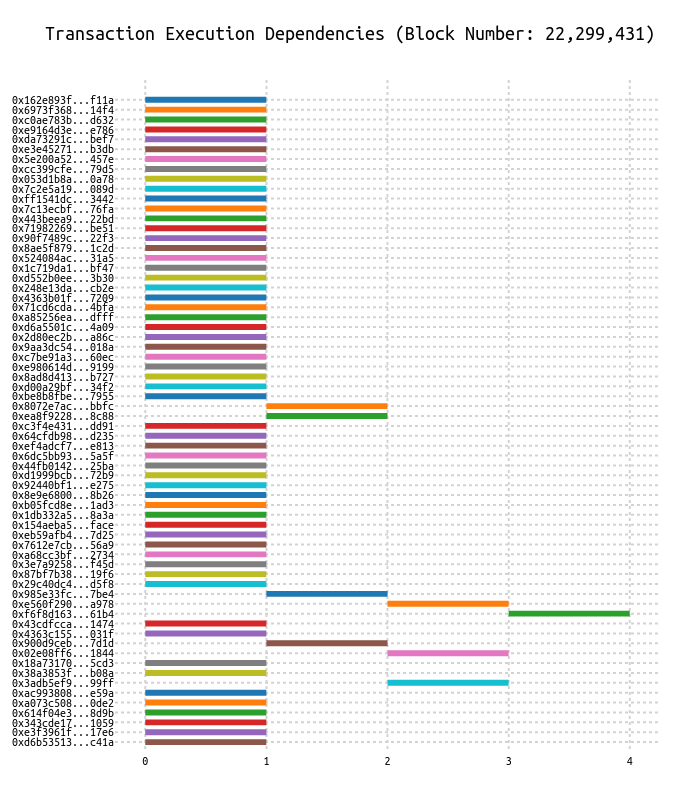 Transaction Execution Dependencies (Block Number: 22,299,431)
0x162e893f...f11a
0x6973f368...14f4
0xc0ae783b...d632
0xe9164d3e...e786
0xda73291c...bef7
0xe3e45271...b3db
0x5e200a52...457e
0xcc399cfe...79d5
0x053d1b8a...0a78
0x7c2e5a19...089d
0xff1541dc...3442
0x7c13ecbf...76fa
0x443beea9...22bd
0x71982269...be51
0x90f7489c...22f3
0x8ae5f879...1c2d
0x524084ac...31a5
0x1c719da1...bf47
0xd552b0ee...3b30
0x248e13da...cb2e
0x4363b01f...7209
0x71cd6cda...4bfa
0xa85256ea...dfff
0xd6a5501c...4a09
0x2d80ec2b...a86c
0x9aa3dc54...018a
0xc7be91a3...60ec
0xe980614d...9199
0x8ad8d413...b727
0xd00a29bf...34f2
0xbe8b8fbe...7955
0x8072e7ac...bbfc
0xea8f9228...8c88
0xc3f4e431...dd91
0x64cfdb98...d235
0xef4adcf7...e813
0x6dc5bb93...5a5f
0x44fb0142...25ba
0xd1999bcb...72b9
0x92440bf1...e275
0x8e9e6800...8b26
0xb05fcd8e...1ad3
0x1db332a5...8a3a
0x154aeba5...face
0xeb59afb4...7d25
0x7612e7cb...56a9
0xa68cc3bf...2734
0x3e7a9258...f45d
0x87bf7b38...19f6
0x29c40dc4...d5f8
0x985e33fc...7be4
0xe560f290...a978
0xf6f8d163...61b4
0x43cdfcca...1474
0x4363c155...031f
0x900d9ceb...7d1d
0x02e08ff6...1844
0x18a73170...5cd3
0x38a3853f...b08a
0x3adb5ef9...99ff
0xac993808...e59a
0xa073c508...0de2
0x614f04e3...8d9b
0x343cde17...1059
0xe3f3961f...17e6
0xd6b53513...c41a
0 1 2 3 4